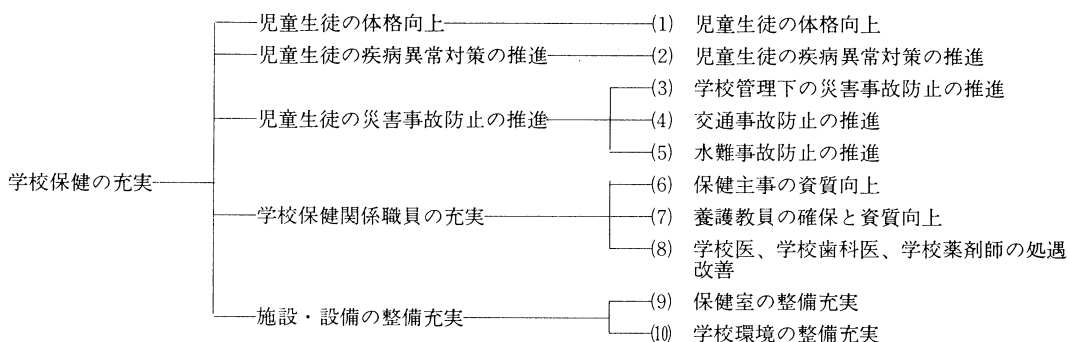 児童生徒の体格向上 (1) 児童生徒の体格向上
児童生徒の疾病異常対策の推進 (2) 児童生徒の疾病異常対策の推進
(3) 学校管理下の災害事故防止の推進
児童生徒の災害事故防止の推進 (4) 交通事故防止の推進
(5) 水難事故防止の推進
学校保健の充実
(6) 保健主事の資質向上
学校保健関係職員の充実 (7) 養護教員の確保と資質向上
(8) 学校医、学校歯科医、学校薬剤師の処遇
改善
(9) 保健室の整備充実
施設・設備の整備充実
(10) 学校環境の整備充実